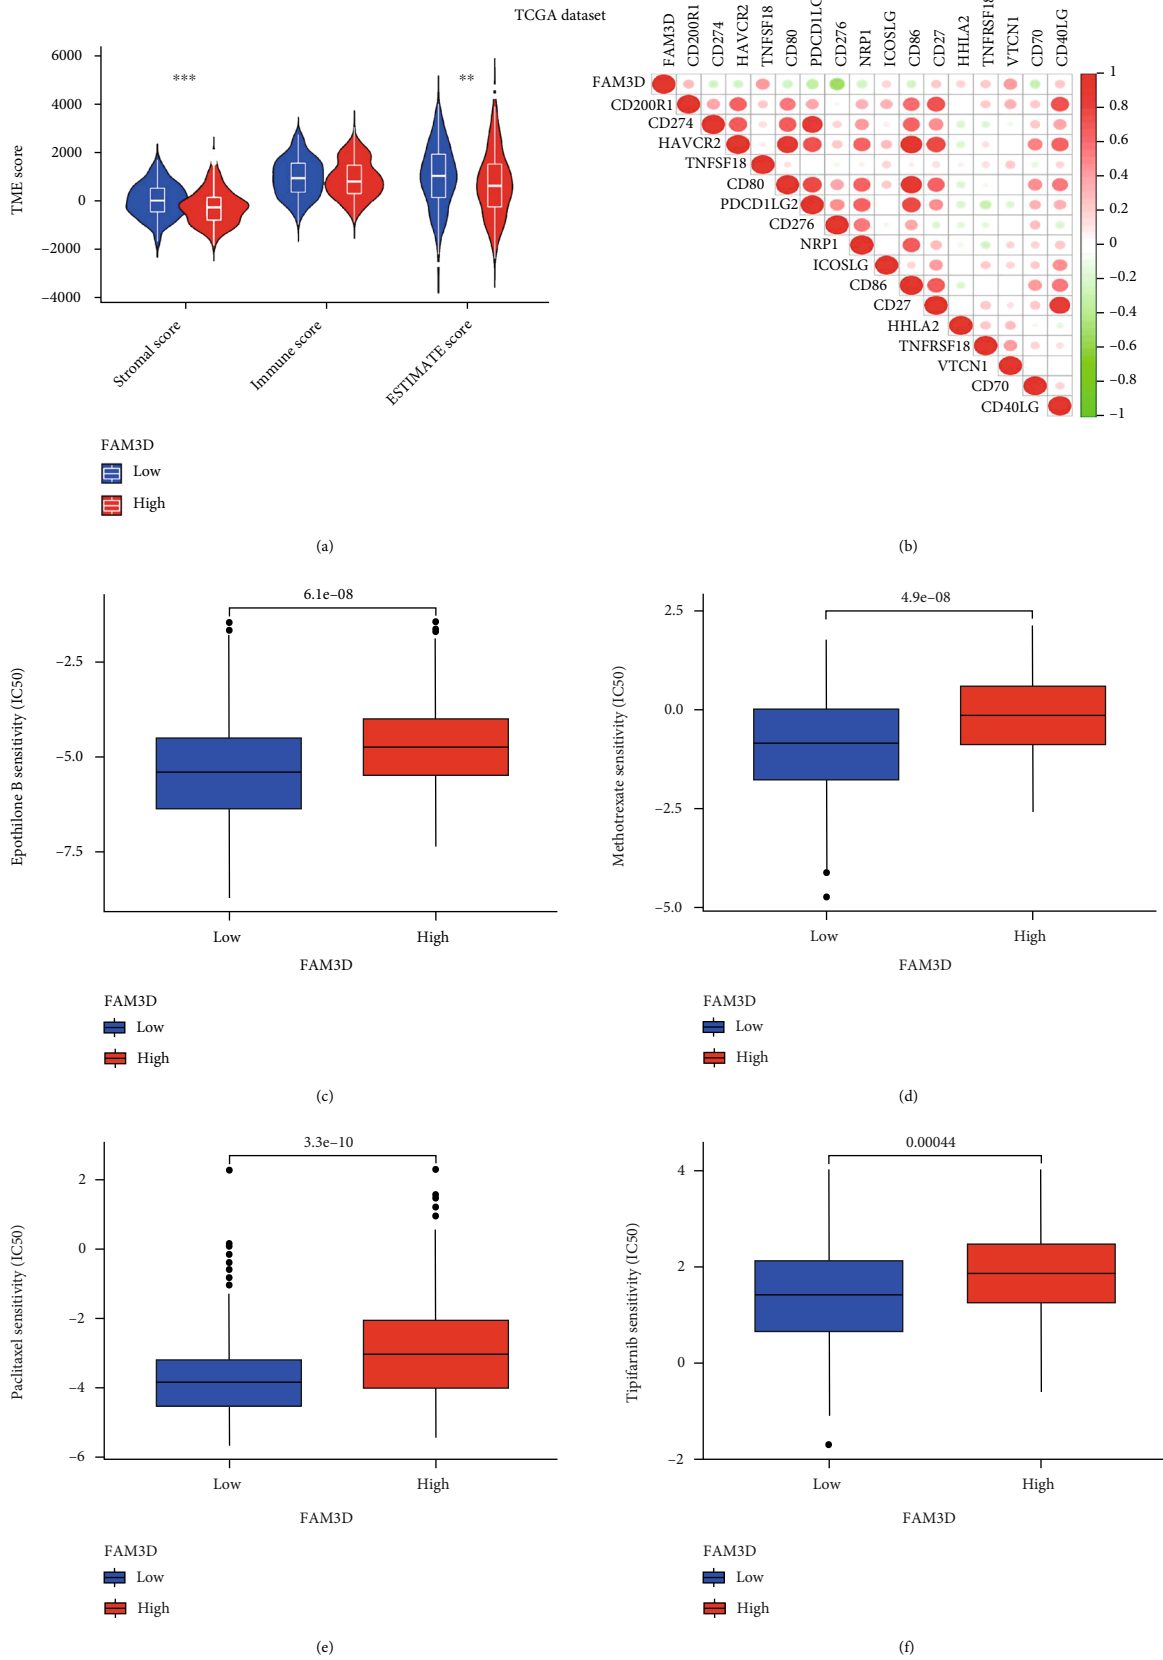 TCGA dataset
6000
4000
2000
0
–2000
–4000
TME score
***
**
Stromal score
Immune score
ESTIMATE score
FAM3D
Low
High
(a)
FAM3D
CD200R1
CD274
HAVCR2
TNFSF18
CD80
PDCD1LG
CD276
NRP1
ICOSLG
CD86
CD27
HHLA2
TNFRSF18
VTCN1
CD70
CD40LG
FAM3D
CD200R1
CD274
HAVCR2
TNFSF18
CD80
PDCD1LG2
CD276
NRP1
ICOSLG
CD86
CD27
HHLA2
TNFRSF18
VTCN1
CD70
CD40LG
1
0.8
0.6
0.4
0.2
0
–0.2
–0.4
–0.6
–0.8
–1
(b)
6.1e–08
–2.5
–5.0
–7.5
Epothilone B sensitivity (IC50)
Low
High
FAM3D
FAM3D
Low
High
(c)
4.9e–08
2.5
0.0
–2.5
–5.0
Methotrexate sensitivity (IC50)
Low
High
FAM3D
FAM3D
Low
High
(d)
3.3e–10
2
0
–2
–4
–6
Paclitaxel sensitivity (IC50)
Low
High
FAM3D
FAM3D
Low
High
(e)
0.00044
4
2
0
–2
Tipifarnib sensitivity (IC50)
Low
High
FAM3D
FAM3D
Low
High
(f)